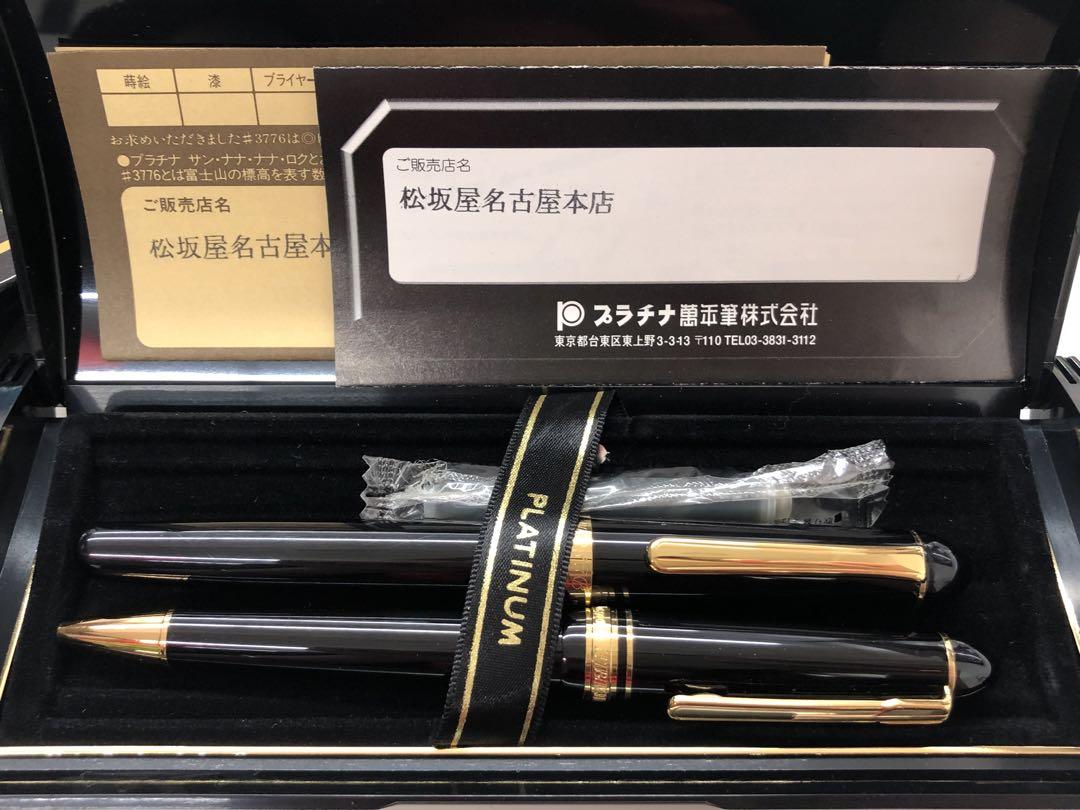 蒔絵 漆 ブライヤー
お求めいただきました#3776は◎
●プラチナ サン・ナナ・ナナ・ロクと
#3776とは富士山の標高を表す数
ご販売店名
松坂屋名古屋本
ご販売店名
松坂屋名古屋本店
プラチナ萬年筆株式会社
東京都台東区東上野3-3-13 〒110 TEL03-3831-3112
PLATINUM